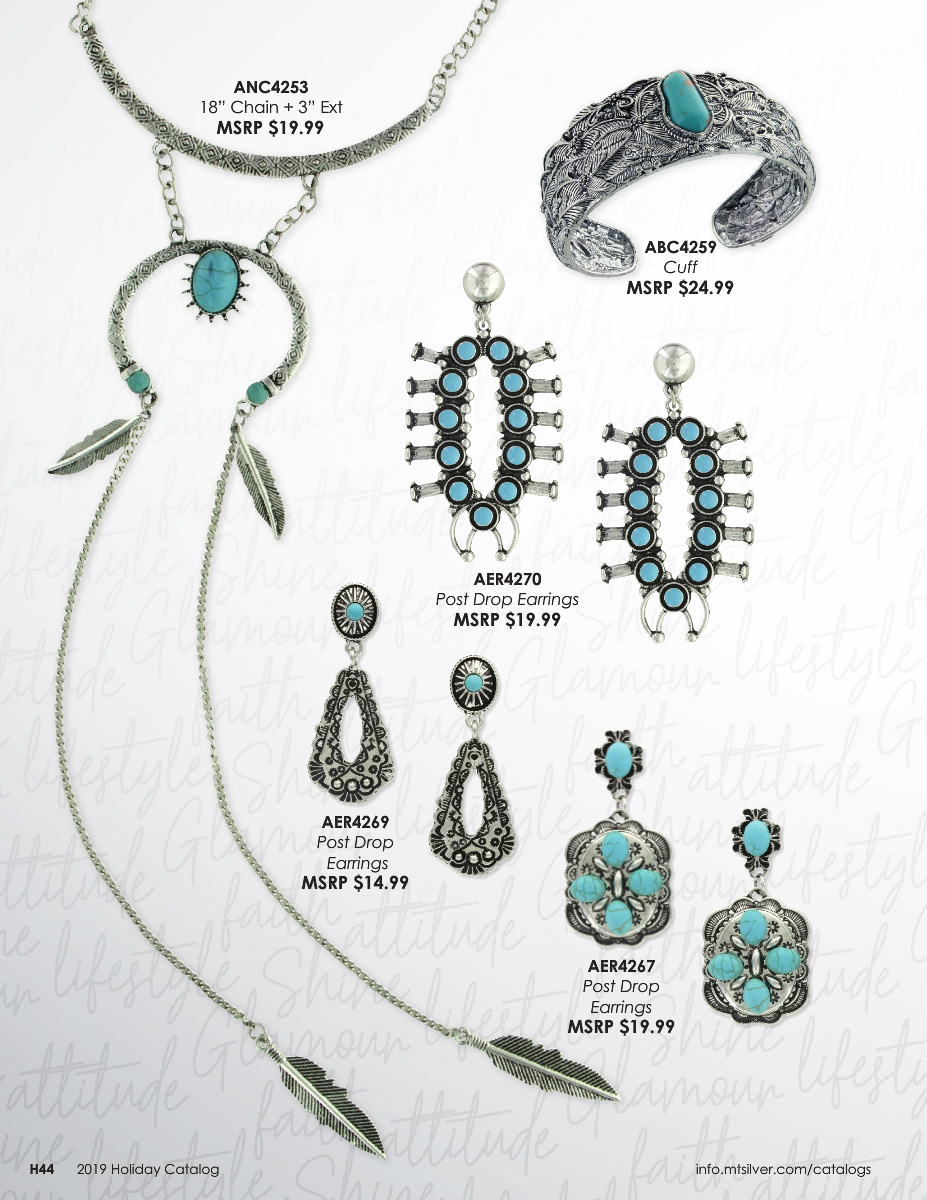 ANC4253
18” Chain + 3” Ext
MSRP $19.99
ABC4259
Cuff
MSRP $24.99
AER4270
Post Drop Earrings
MSRP $19.99
AER4269
Post Drop
Earrings
MSRP $14.99
AER4267
Post Drop
Earrings
MSRP $19.99
H44 2019 Holiday Catalog
info.mtsilver.com/catalogs